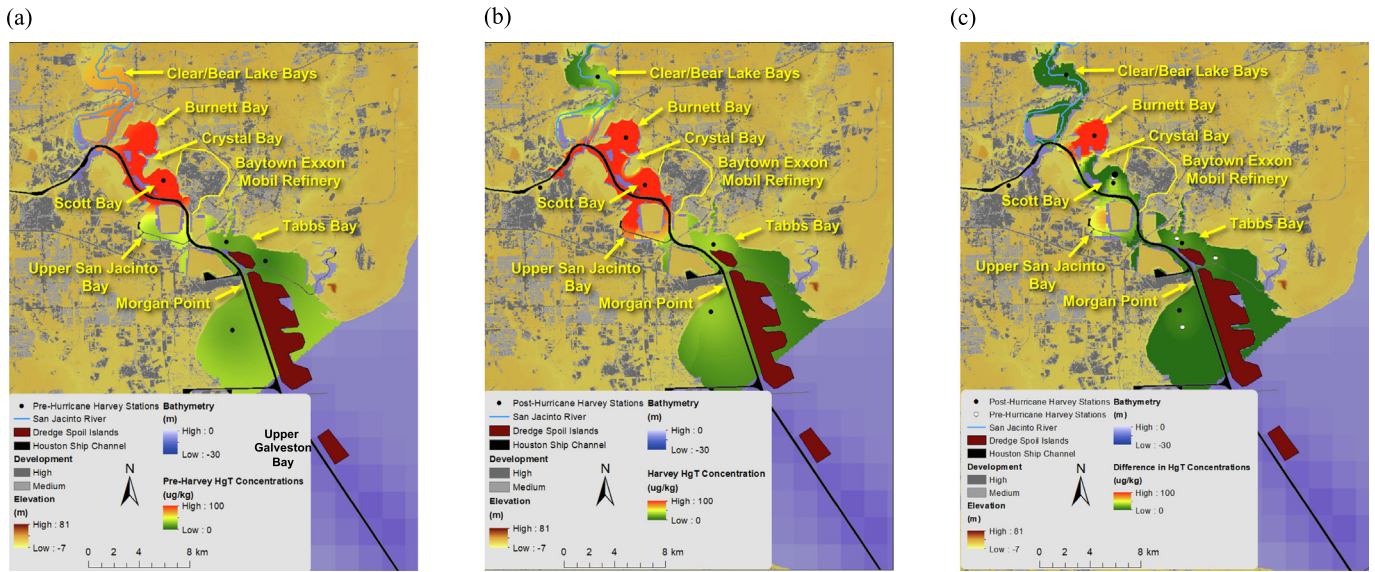 (a)
Clear/Bear Lake Bays
Burnett Bay
Crystal Bay
Baytown Exxon
Mobil Refinery
Scott Bay
Tabbs Bay
Upper San Jacinto
Bay
Morgan Point
Pre-Hurricane Harvey Stations
San Jacinto River
Dredge Spoil Islands
Houston Ship Channel
Development
High
Medium
Elevation
(m)
High : 81
Low : -7
Bathymetry
(m)
High : 0
Low : -30
Pre-Harvey HgT Concentrations
(ug/kg)
High : 100
Low : 0
N
0 2 4 8 km
Upper
Galveston
Bay
(b)
Clear/Bear Lake Bays
Burnett Bay
Crystal Bay
Baytown Exxon
Mobil Refinery
Scott Bay
Tabbs Bay
Upper San Jacinto
Bay
Morgan Point
Post-Hurricane Harvey Stations
San Jacinto River
Dredge Spoil Islands
Houston Ship Channel
Development
High
Medium
Elevation
(m)
High : 81
Low : -7
Bathymetry
(m)
High : 0
Low : -30
Harvey HgT Concentration
(ug/kg)
High : 100
Low : 0
N
0 2 4 8 km
(c)
Clear/Bear Lake Bays
Burnett Bay
Crystal Bay
Baytown Exxon
Mobil Refinery
Scott Bay
Tabbs Bay
Upper San Jacinto
Bay
Morgan Point
Post-Hurricane Harvey Stations
Pre-Hurricane Harvey Stations
San Jacinto River
Dredge Spoil Islands
Houston Ship Channel
Development
High
Medium
Elevation
(m)
High : 81
Low : -7
Bathymetry
(m)
High : 0
Low : -30
Difference in HgT Concentrations
(ug/kg)
High : 100
Low : 0
N
0 2 4 8 km